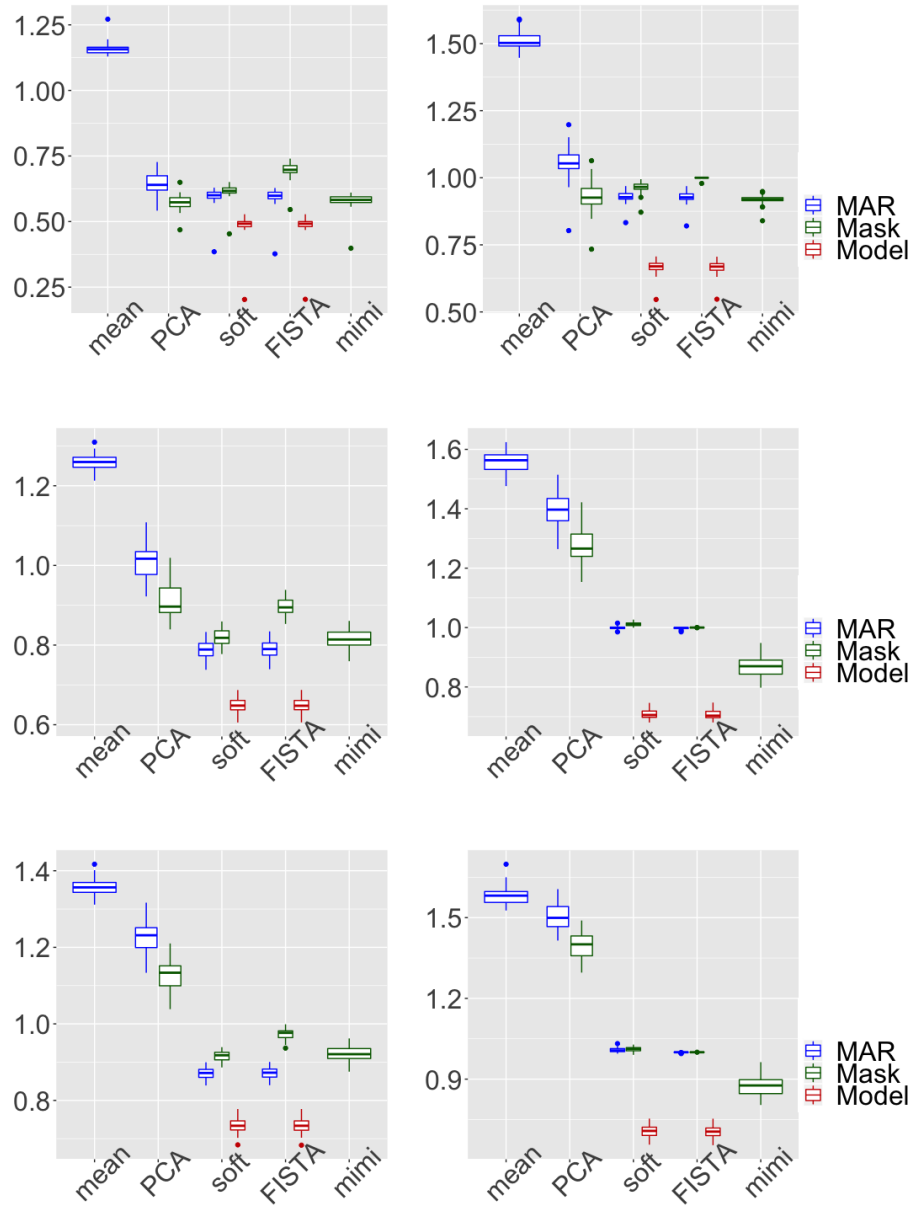 1.25
1.00
0.75
0.50
0.25
mean
PCA
soft
FISTA
mimi
1.50
1.25
1.00
0.75
0.50
mean
PCA
soft
FISTA
mimi
MAR
Mask
Model
1.2
1.0
0.8
0.6
mean
PCA
soft
FISTA
mimi
1.6
1.4
1.2
1.0
0.8
mean
PCA
soft
FISTA
mimi
MAR
Mask
Model
1.4
1.2
1.0
0.8
mean
PCA
soft
FISTA
mimi
1.5
1.2
0.9
mean
PCA
soft
FISTA
mimi
MAR
Mask
Model